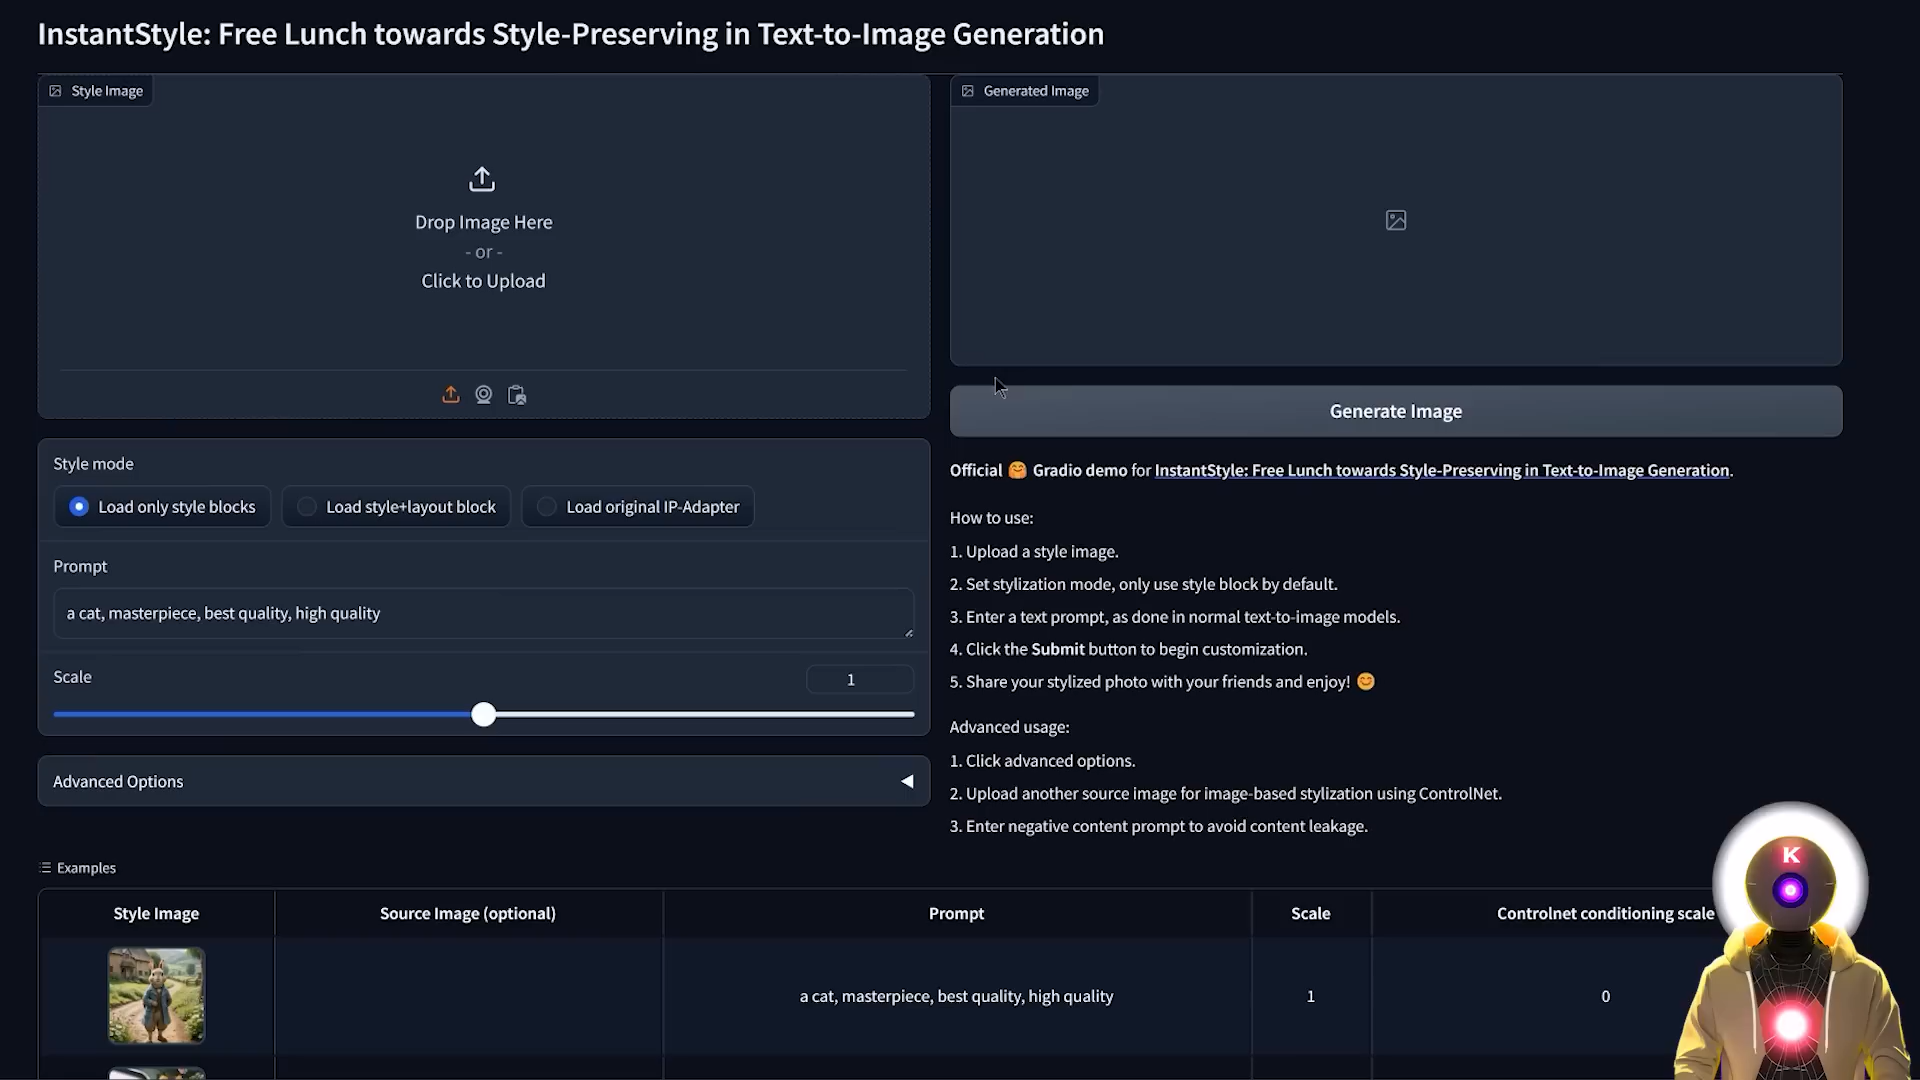 InstantStyle: Free Lunch towards Style-Preserving in Text-to-Image Generation
Style Image
Drop Image Here
- or -
Click to Upload
Style mode
Load only style blocks
Load style+layout block
Load original IP-Adapter
Prompt
a cat, masterpiece, best quality, high quality
Scale
1
Advanced Options
Generated Image
Generate Image
Official 🤗 Gradio demo for InstantStyle: Free Lunch towards Style-Preserving in Text-to-Image Generation.
How to use:
1. Upload a style image.
2. Set stylization mode, only use style block by default.
3. Enter a text prompt, as done in normal text-to-image models.
4. Click the Submit button to begin customization.
5. Share your stylized photo with your friends and enjoy! 😊
Advanced usage:
1. Click advanced options.
2. Upload another source image for image-based stylization using ControlNet.
3. Enter negative content prompt to avoid content leakage.
Examples
Style Image Source Image (optional) Prompt Scale Controlnet conditioning scale
a cat, masterpiece, best quality, high quality 1 0
K